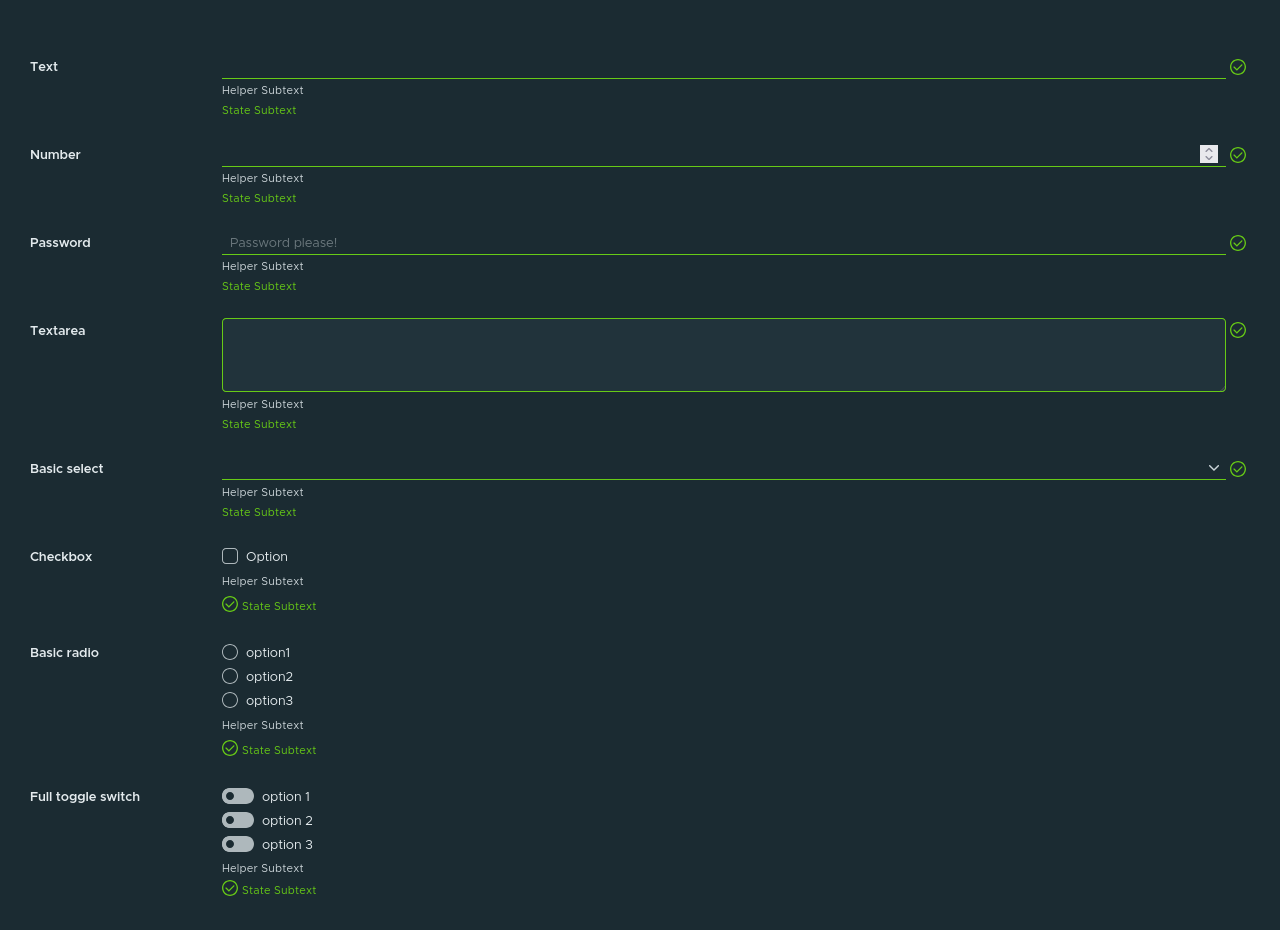 Text
Helper Subtext
State Subtext
Number
Helper Subtext
State Subtext
Password
Password please!
Helper Subtext
State Subtext
Textarea
Helper Subtext
State Subtext
Basic select
Helper Subtext
State Subtext
Checkbox
Option
Helper Subtext
State Subtext
Basic radio
option1
option2
option3
Helper Subtext
State Subtext
Full toggle switch
option 1
option 2
option 3
Helper Subtext
State Subtext